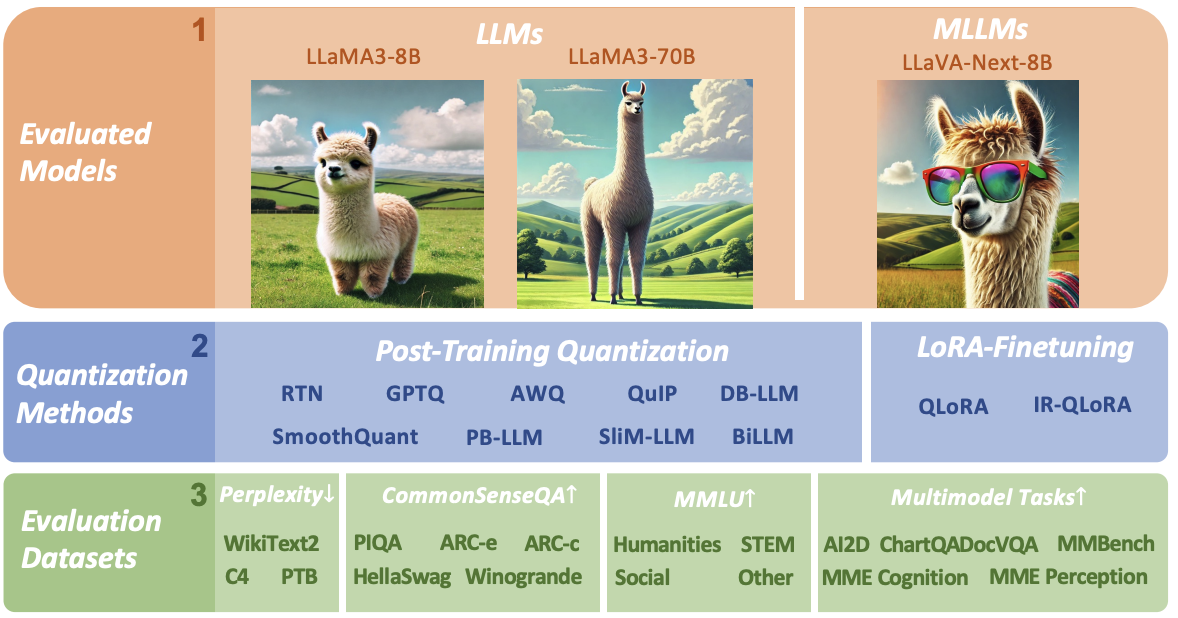 1
Evaluated
Models
LLMs
LLaMA3-8B
LLaMA3-70B
MLLMs
LLaVA-Next-8B
2
Quantization
Methods
Post-Training Quantization
RTN GPTQ AWQ QuIP DB-LLM
SmoothQuant PB-LLM SliM-LLM BiLLM
LoRA-Finetuning
QLoRA IR-QLoRA
3
Evaluation
Datasets
Perplexity↓
WikiText2
C4 PTB
CommonSenseQA↑
PIQA ARC-e ARC-c
HellaSwag Winogrande
MMLU↑
Humanities STEM
Social Other
Multimodel Tasks↑
AI2D ChartQADocVQA MMBench
MME Cognition MME Perception